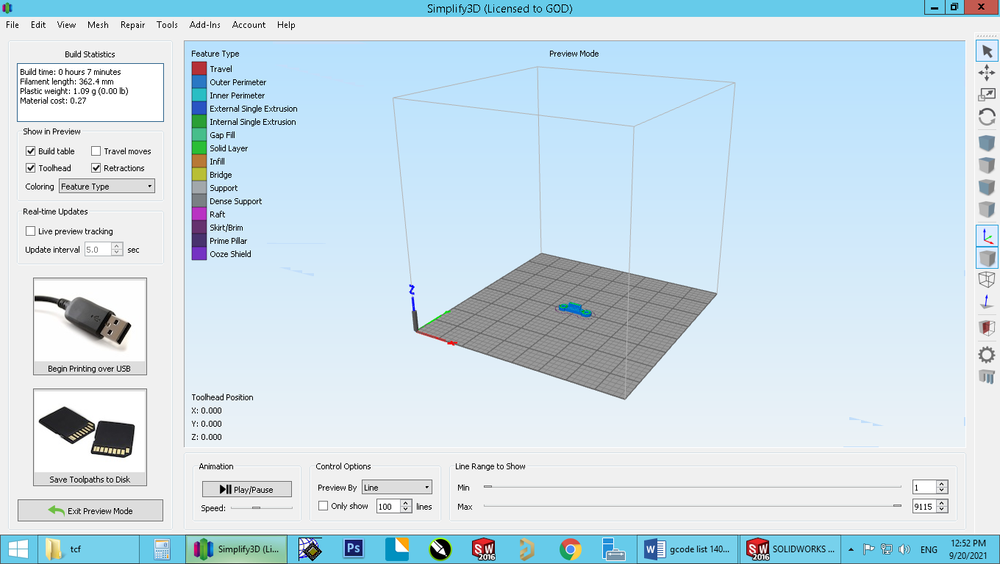 Simplify3D (Licensed to GOD)
File Edit View Mesh Repair Tools Add-Ins Account Help
Build Statistics
Build time: 0 hours 7 minutes
Filament length: 362.4 mm
Plastic weight: 1.09 g (0.00 lb)
Material cost: 0.27
Show in Preview
Build table Travel moves
Toolhead Retractions
Coloring Feature Type
Real-time Updates
Live preview tracking
Update interval 5.0 sec
Begin Printing over USB
Save Toolpaths to Disk
Exit Preview Mode
Feature Type
Travel
Outer Perimeter
Inner Perimeter
External Single Extrusion
Internal Single Extrusion
Gap Fill
Solid Layer
Infill
Bridge
Support
Dense Support
Raft
Skirt/Brim
Prime Pillar
Ooze Shield
Preview Mode
Z
Toolhead Position
X: 0.000
Y: 0.000
Z: 0.000
Animation
Play/Pause
Speed:
Control Options
Preview By Line
Only show 100 lines
Line Range to Show
Min 1
Max 9115
tcf
Simplify3D (Li...
Ps
SW
2016
gcode list 140...
SW
2016
SOLIDWORKS ...
ENG
12:52 PM
9/20/2021